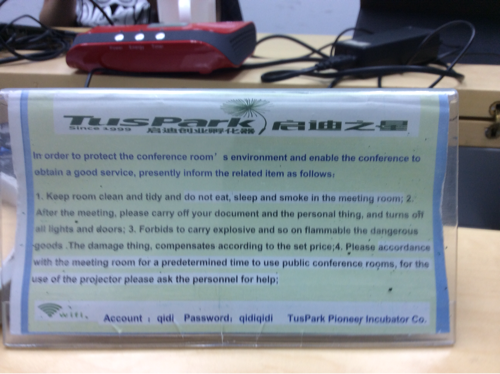 TusPark
Since 1999 启迪创业孵化器 启迪之星
In order to protect the conference room's environment and enable the conference to
obtain a good service, presently inform the related item as follows:
1. Keep room clean and tidy and do not eat, sleep and smoke in the meeting room; 2.
After the meeting, please carry off your document and the personal thing, and turns off
all lights and doors; 3. Forbids to carry explosive and so on flammable the dangerous
goods .The damage thing, compensates according to the set price;4. Please accordance
with the meeting room for a predetermined time to use public conference rooms, for the
use of the projector please ask the personnel for help;
wifi: Account : qidi Password: qidiqidi TusPark Pioneer Incubator Co.